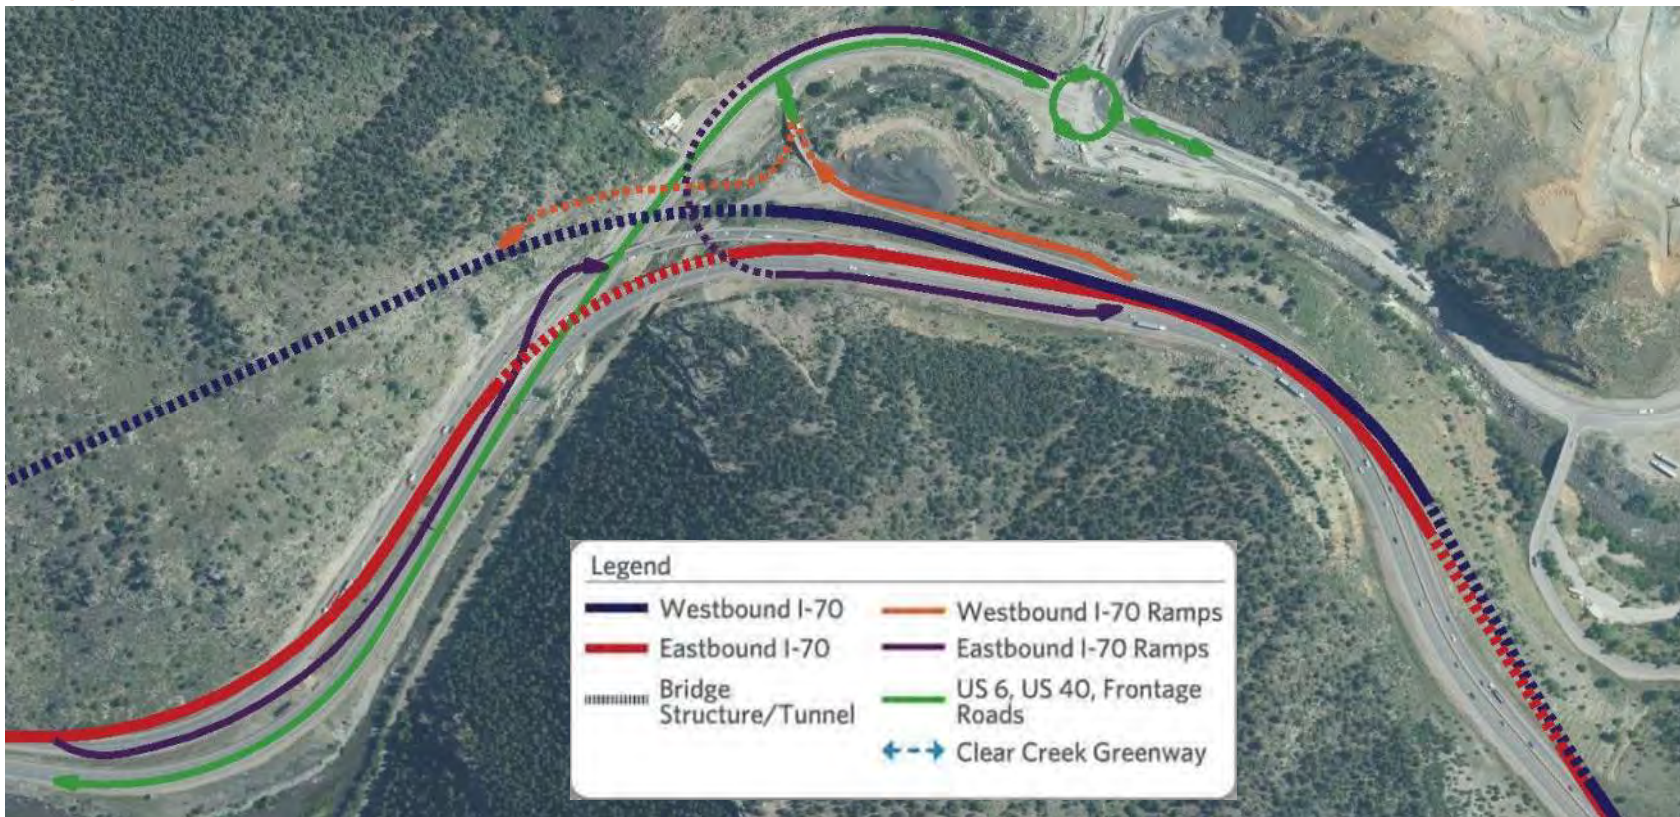 Legend
Westbound I-70
Eastbound I-70
Bridge
Structure/Tunnel
Westbound I-70 Ramps
Eastbound I-70 Ramps
US 6, US 40, Frontage
Roads
Clear Creek Greenway